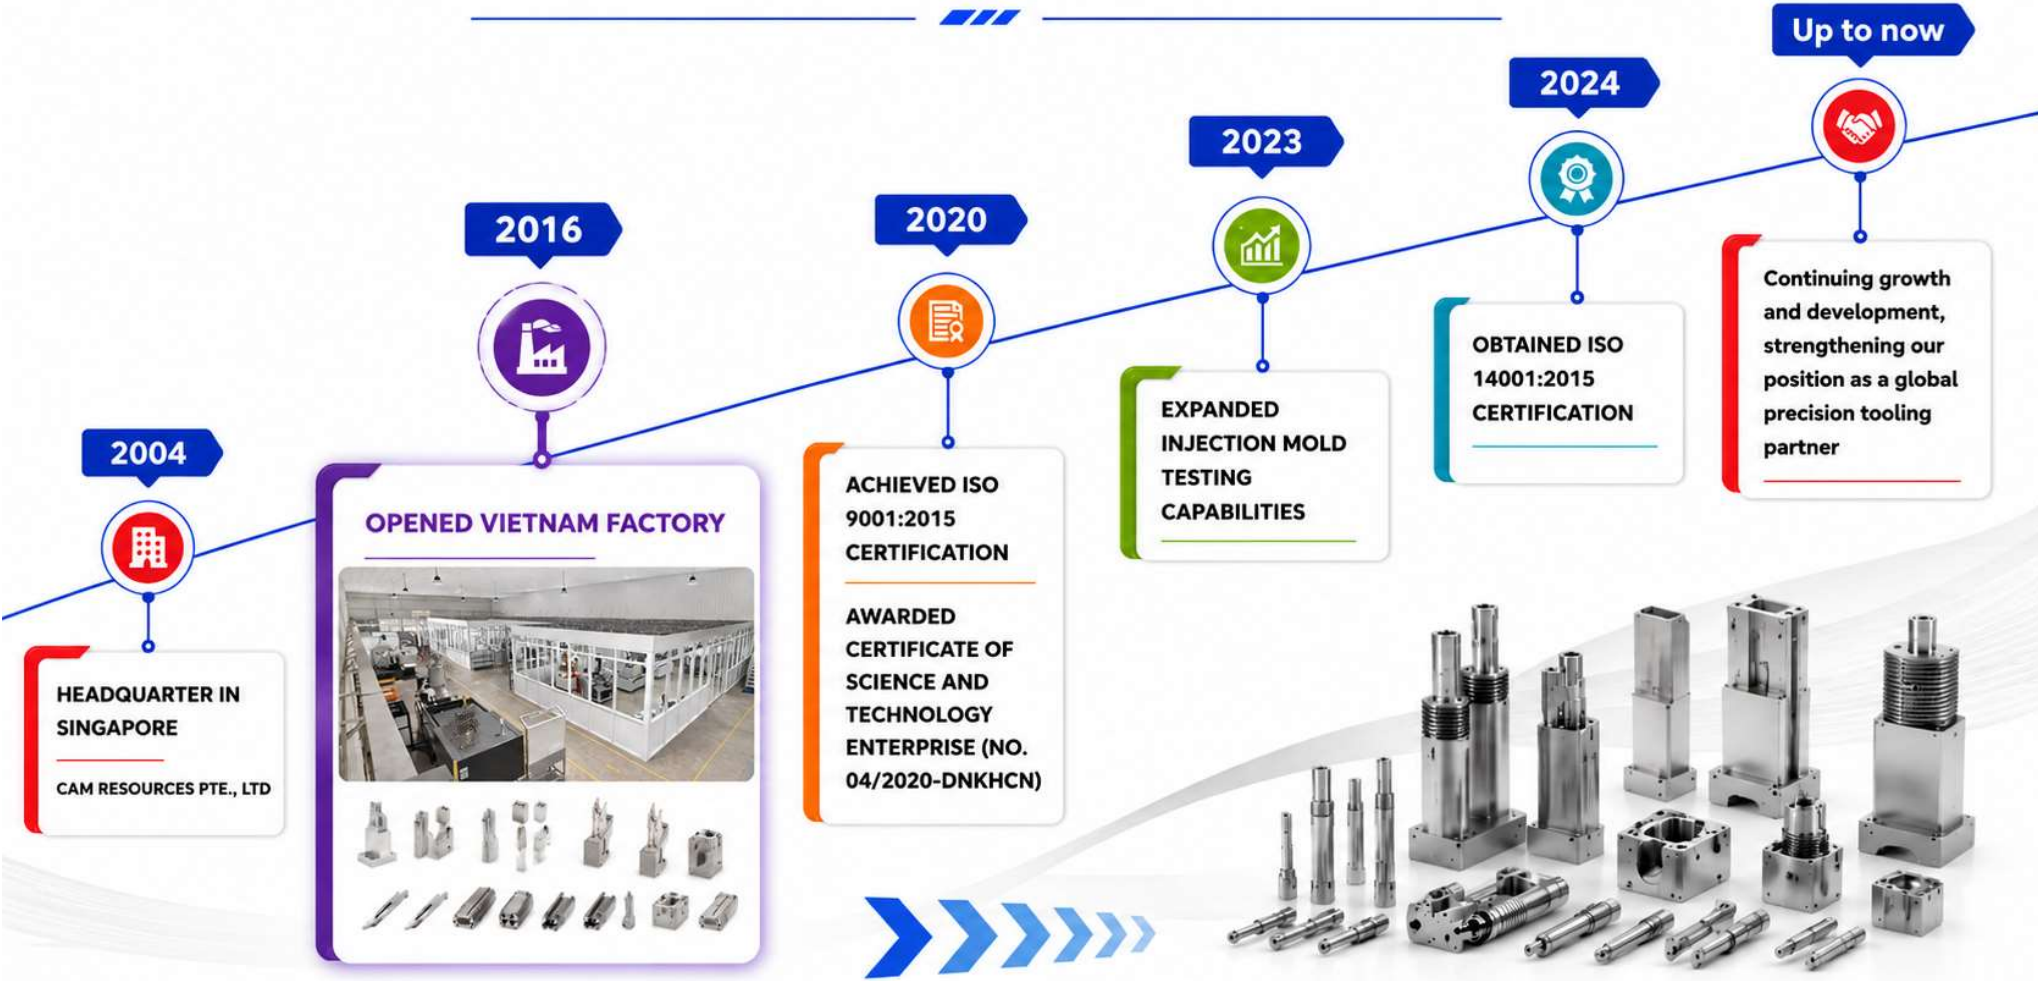 2004
HEADQUARTER IN
SINGAPORE
CAM RESOURCES PTE., LTD
2016
OPENED VIETNAM FACTORY
2020
ACHIEVED ISO
9001:2015
CERTIFICATION
AWARDED
CERTIFICATE OF
SCIENCE AND
TECHNOLOGY
ENTERPRISE (NO.
04/2020-DNKHCN)
2023
EXPANDED
INJECTION MOLD
TESTING
CAPABILITIES
2024
OBTAINED ISO
14001:2015
CERTIFICATION
Up to now
Continuing growth
and development,
strengthening our
position as a global
precision tooling
partner